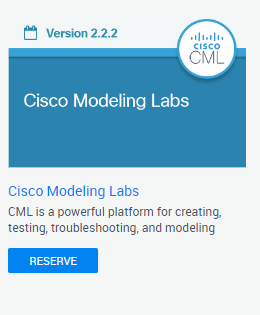 Version 2.2.2
CISCO
CML
Cisco Modeling Labs
Cisco Modeling Labs
CML is a powerful platform for creating,
testing, troubleshooting, and modeling
RESERVE